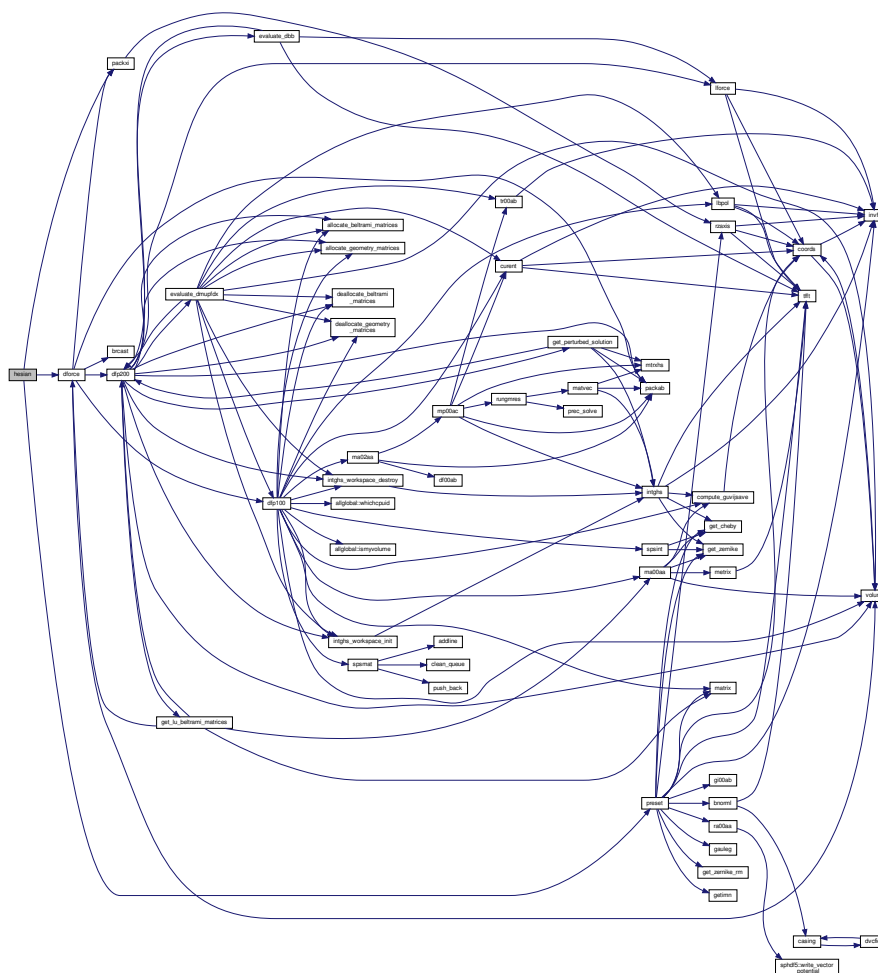 evaluate_dbb
packxi
lforce
tr00ab
lbpol
rzaxis
allocate_beltrami_matrices
allocate_geometry_matrices
coords
curent
evaluate_dmupfdx
deallocate_beltrami
_matrices
tfft
deallocate_geometry
_matrices
get_perturbed_solution
brcast
mtrxhs
hesian
dforce
dfp200
matvec
packab
rungmres
prec_solve
mp00ac
ma02aa
intghs_workspace_destroy
df00ab
intghs
compute_guvijsave
dfp100
allglobal::whichcpuid
get_cheby
allglobal::ismyvolume
spsint
get_zernike
ma00aa
metrix
intghs_workspace_init
addline
spsmat
clean_queue
push_back
matrix
get_lu_beltrami_matrices
gi00ab
preset
bnorml
ra00aa
gauleg
get_zernike_rm
getimn
casing
sphdf5::write_vector
_potential